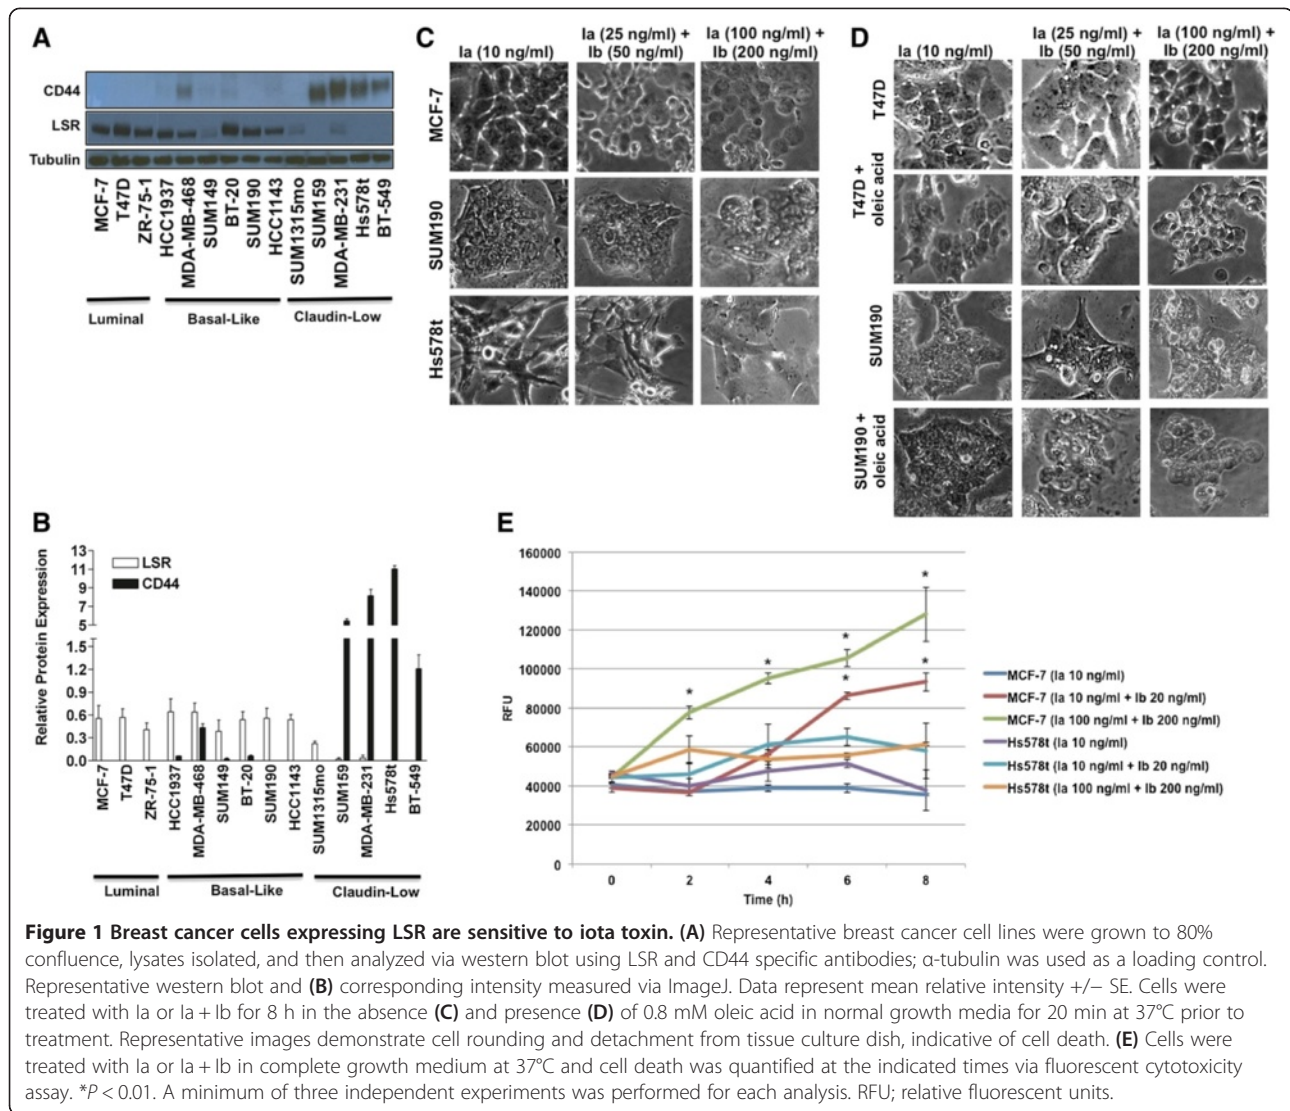 A
CD44
LSR
Tubulin
MCF-7
T47D
ZR-75-1
HCC1937
MDA-MB-468
SUM149
BT-20
SUM190
HCC1143
SUM1315mo
SUM159
MDA-MB-231
Hs578t
BT-549
Luminal
Basal-Like
Claudin-Low
B
Relative Protein Expression
13
11
9
7
5
1.5
1.2
0.9
0.6
0.3
0.0
LSR
CD44
MCF-7
T47D
ZR-75-1
HCC1937
MDA-MB-468
SUM149
BT-20
SUM190
HCC1143
SUM1315mo
SUM159
MDA-MB-231
Hs578t
BT-549
Luminal
Basal-Like
Claudin-Low
C
Ia (10 ng/ml)
Ia (25 ng/ml) +
Ib (50 ng/ml)
Ia (100 ng/ml) +
Ib (200 ng/ml)
MCF-7
SUM190
Hs578t
D
Ia (10 ng/ml)
Ia (25 ng/ml) +
Ib (50 ng/ml)
Ia (100 ng/ml) +
Ib (200 ng/ml)
T47D
T47D +
oleic acid
SUM190
SUM190 +
oleic acid
E
RFU
160000
140000
120000
100000
80000
60000
40000
20000
0
* * * * * *
0 2 4 6 8
Time (h)
MCF-7 (Ia 10 ng/ml)
MCF-7 (Ia 10 ng/ml + Ib 20 ng/ml)
MCF-7 (Ia 100 ng/ml + Ib 200 ng/ml)
Hs578t (Ia 10 ng/ml)
Hs578t (Ia 10 ng/ml + Ib 20 ng/ml)
Hs578t (Ia 100 ng/ml + Ib 200 ng/ml)
Figure 1 Breast cancer cells expressing LSR are sensitive to iota toxin. (A) Representative breast cancer cell lines were grown to 80%
confluence, lysates isolated, and then analyzed via western blot using LSR and CD44 specific antibodies; α-tubulin was used as a loading control.
Representative western blot and (B) corresponding intensity measured via ImageJ. Data represent mean relative intensity +/− SE. Cells were
treated with Ia or Ia + Ib for 8 h in the absence (C) and presence (D) of 0.8 mM oleic acid in normal growth media for 20 min at 37°C prior to
treatment. Representative images demonstrate cell rounding and detachment from tissue culture dish, indicative of cell death. (E) Cells were
treated with Ia or Ia + Ib in complete growth medium at 37°C and cell death was quantified at the indicated times via fluorescent cytotoxicity
assay. *P < 0.01. A minimum of three independent experiments was performed for each analysis. RFU; relative fluorescent units.